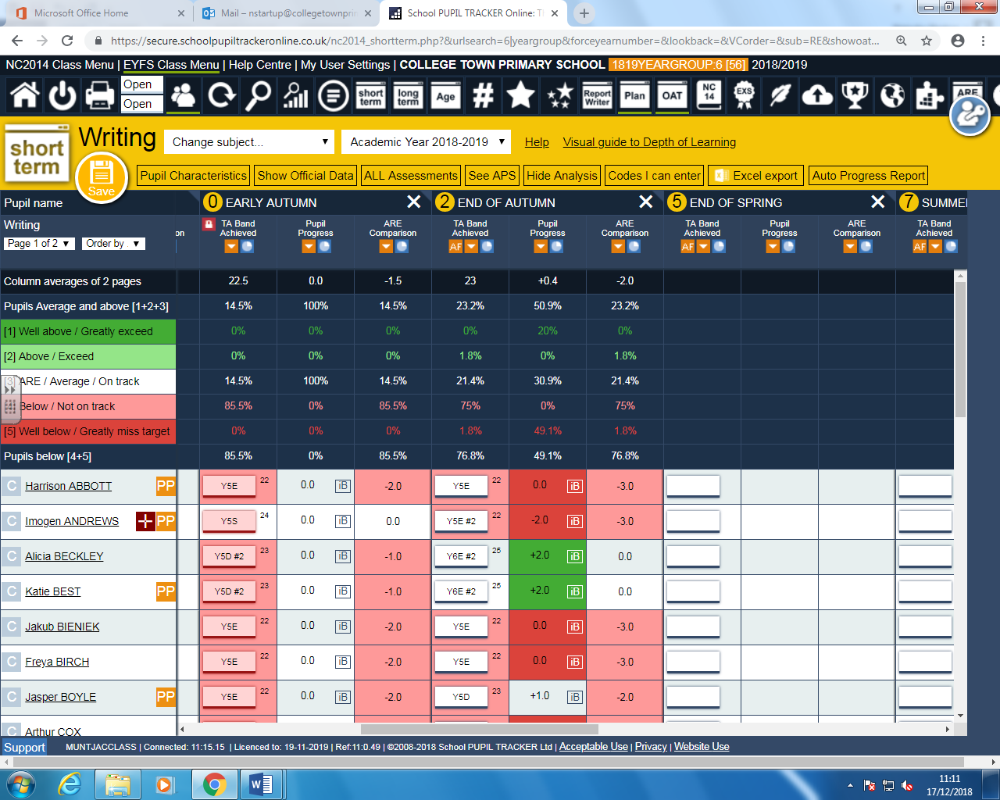 Microsoft Office Home
Mail – nstartup@collegetownpri
School PUPIL TRACKER Online: T
https://secure.schoolpupiltrackeronline.co.uk/nc2014_shortterm.php?&urlsearch=6|yeargroup&forceyearnumber=&lookback=&VCorder=&sub=RE&showoat...
NC2014 Class Menu | EYFS Class Menu | Help Centre | My User Settings | COLLEGE TOWN PRIMARY SCHOOL 1819YEARGROUP:6 [56] 2018/2019
Open
Open
short term
long term
Age
#
Report Writer
Plan
OAT
NC 14
EXS
ARE
short term
Writing
Change subject...
Academic Year 2018-2019
Help
Visual guide to Depth of Learning
Save
Pupil Characteristics
Show Official Data
ALL Assessments
See APS
Hide Analysis
Codes I can enter
Excel export
Auto Progress Report
Pupil name
0 EARLY AUTUMN
2 END OF AUTUMN
5 END OF SPRING
7 SUMME
Writing
Page 1 of 2
Order by
on
TA Band Achieved
Pupil Progress
ARE Comparison
TA Band Achieved
AF
Pupil Progress
ARE Comparison
TA Band Achieved
AF
Pupil Progress
ARE Comparison
TA Band Achieved
AF
Column averages of 2 pages 22.5 0.0 -1.5 23 +0.4 -2.0
Pupils Average and above [1+2+3] 14.5% 100% 14.5% 23.2% 50.9% 23.2%
[1] Well above / Greatly exceed 0% 0% 0% 0% 20% 0%
[2] Above / Exceed 0% 0% 0% 1.8% 0% 1.8%
[3] ARE / Average / On track 14.5% 100% 14.5% 21.4% 30.9% 21.4%
Below / Not on track 85.5% 0% 85.5% 75% 0% 75%
[5] Well below / Greatly miss target 0% 0% 0% 1.8% 49.1% 1.8%
Pupils below [4+5] 85.5% 0% 85.5% 76.8% 49.1% 76.8%
C Harrison ABBOTT PP Y5E 22 0.0 iB -2.0 Y5E 22 0.0 iB -3.0
C Imogen ANDREWS PP Y5S 24 0.0 iB 0.0 Y5E #2 22 -2.0 iB -3.0
C Alicia BECKLEY Y5D #2 23 0.0 iB -1.0 Y6E #2 25 +2.0 iB 0.0
C Katie BEST PP Y5D #2 23 0.0 iB -1.0 Y6E #2 25 +2.0 iB 0.0
C Jakub BIENIEK Y5E 22 0.0 iB -2.0 Y5E 22 0.0 iB -3.0
C Freya BIRCH Y5E 22 0.0 iB -2.0 Y5E 22 0.0 iB -3.0
C Jasper BOYLE PP Y5E 22 0.0 iB -2.0 Y5D 23 +1.0 iB -2.0
C Arthur COX
Support
MUNTJACCLASS | Connected: 11:15.15 | Licenced to: 19-11-2019 | Ref:11:0.49 | ©2008-2018 School PUPIL TRACKER Ltd | Acceptable Use | Privacy | Website Use
11:11
17/12/2018